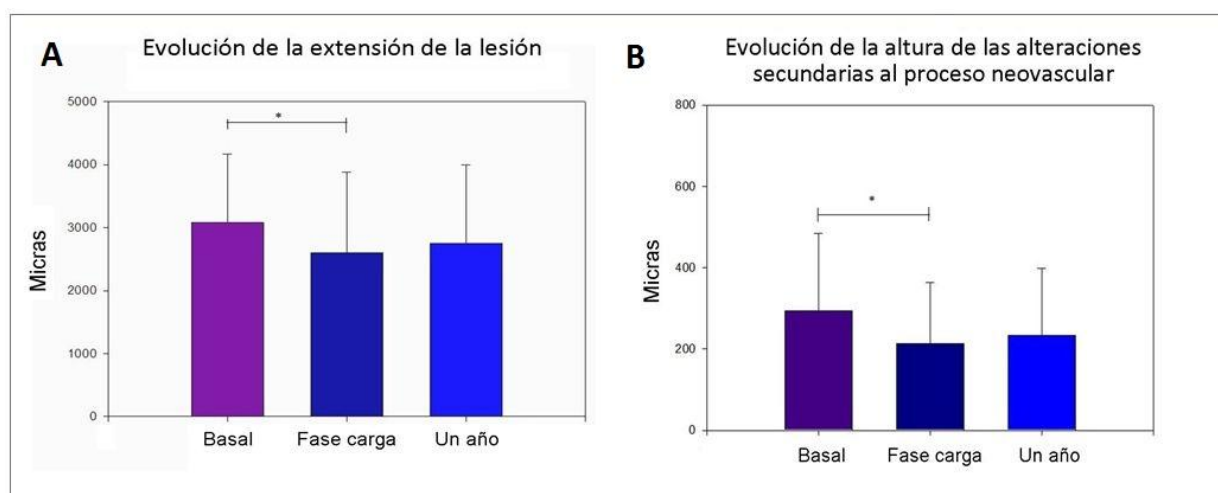 A
Evolución de la extensión de la lesión
5000
4000
3000
2000
1000
0
Micras
*
Basal
Fase carga
Un año
B
Evolución de la altura de las alteraciones
secundarias al proceso neovascular
800
600
400
200
0
Micras
*
Basal
Fase carga
Un año